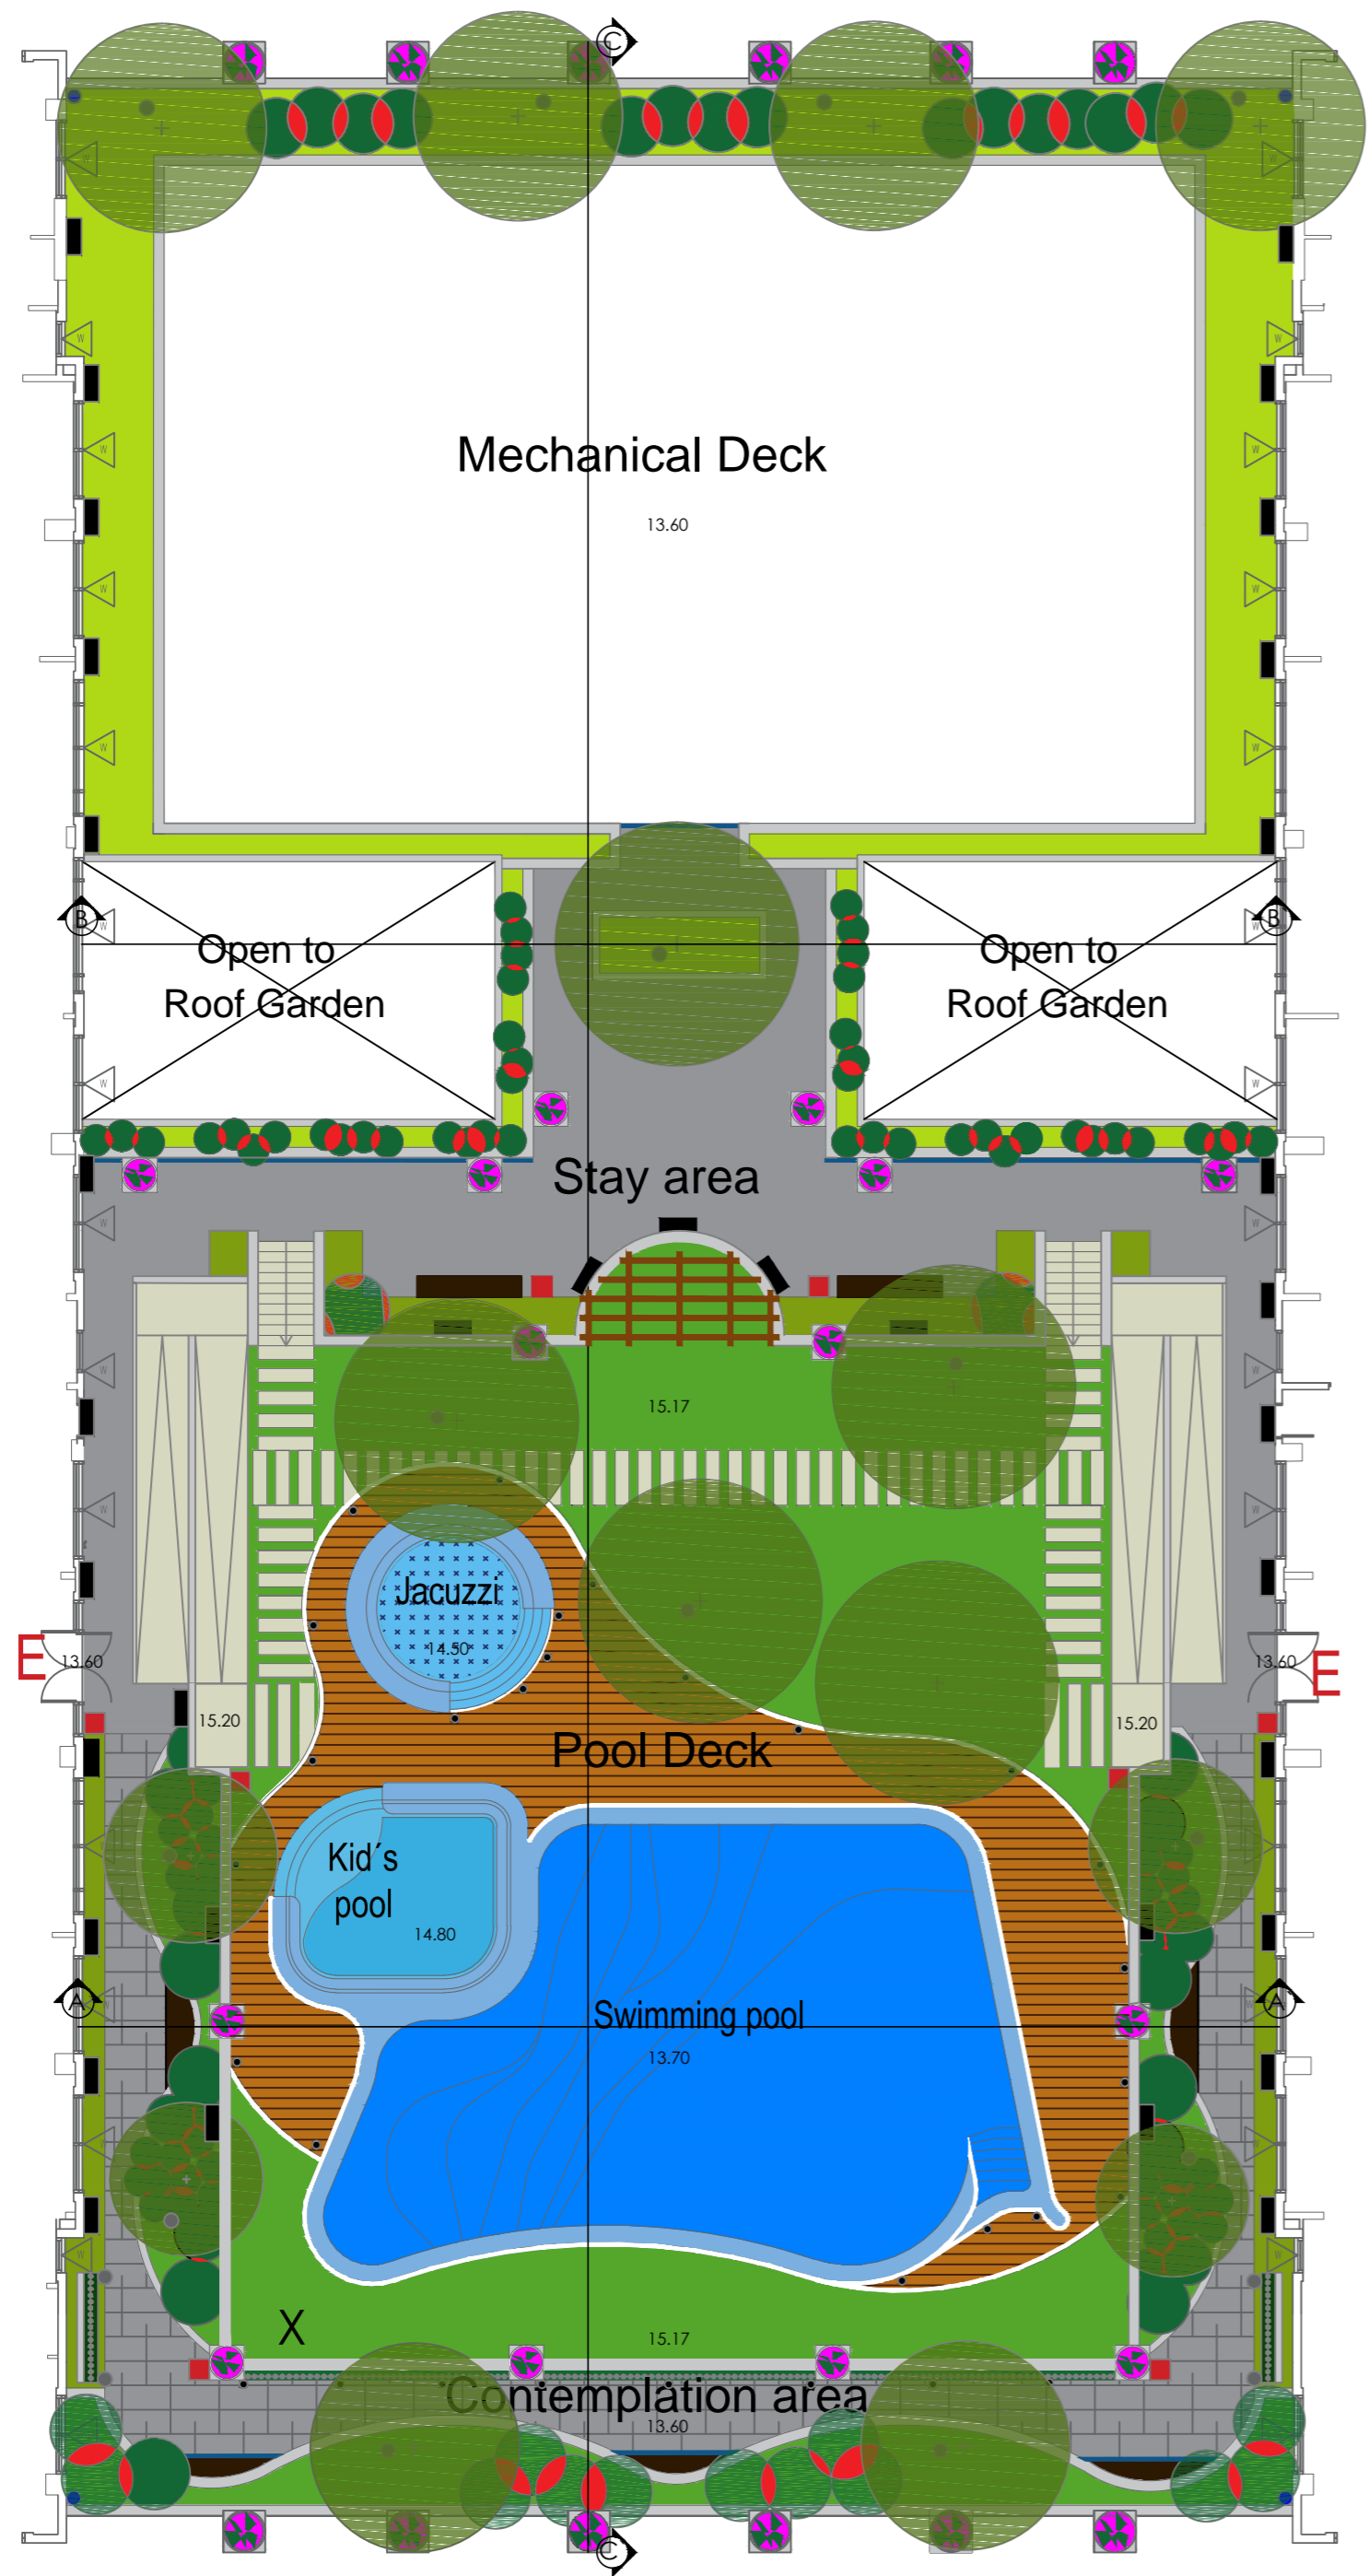 C
W
W
W
W
Mechanical Deck
W
W
13.60
W
W
W
W
B
W
Open to
Roof Garden
Open to
Roof Garden
W
B
W
W
Stay area
W
W
W
W
15.17
W
W
Jacuzzi
14.50
E
13.60
13.60
E
15.20
15.20
Pool Deck
Kid´s
pool
14.80
A
A
Swimming pool
13.70
X
15.17
Contemplation area
13.60
C